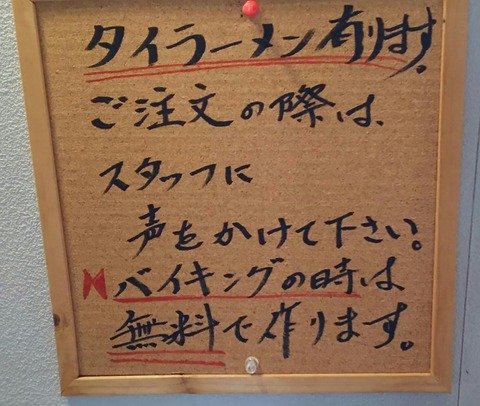 タイラーメン有ります。
ご注文の際は、
スタッフに
声をかけて下さい。
バイキングの時は
無料で作ります。